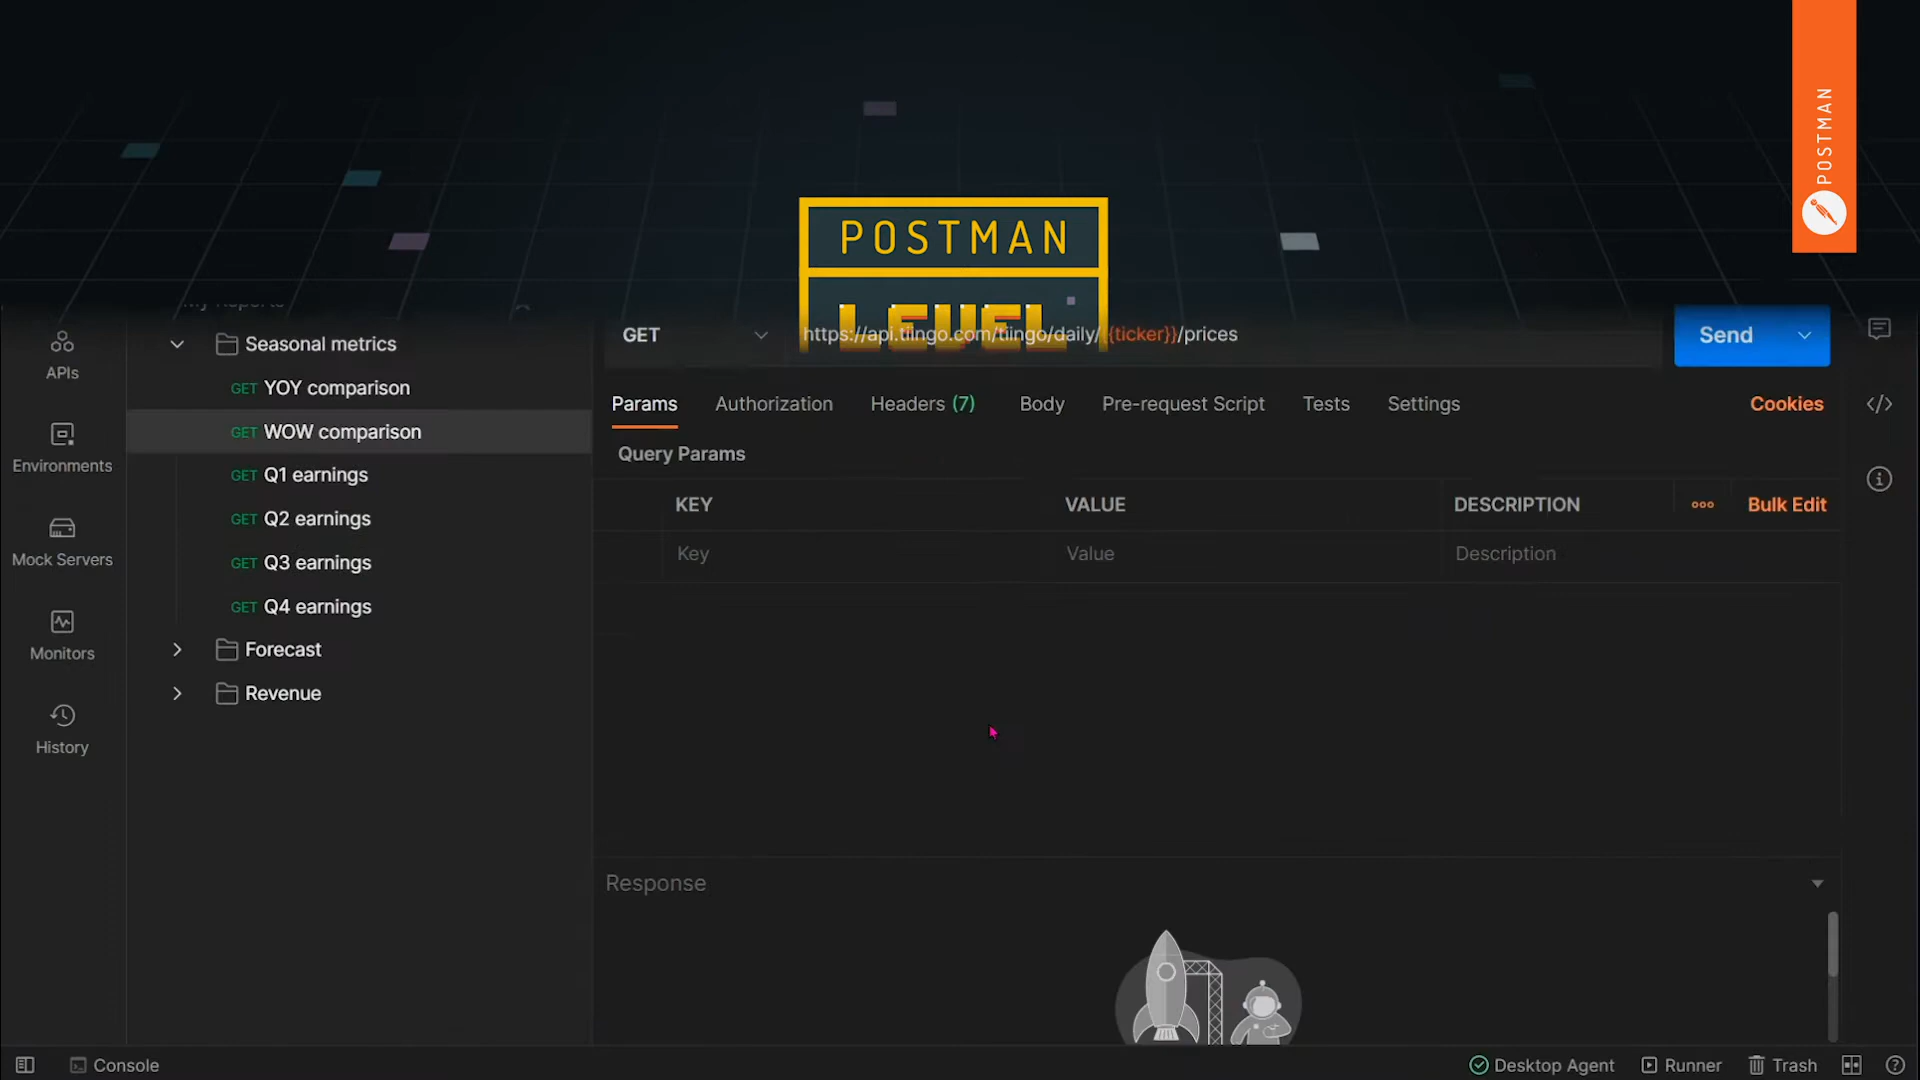 POSTMAN
POSTMAN
LEVEL
My Reports
APIs
Environments
Mock Servers
Monitors
History
Seasonal metrics
GET YOY comparison
GET WOW comparison
GET Q1 earnings
GET Q2 earnings
GET Q3 earnings
GET Q4 earnings
Forecast
Revenue
GET https://api.tiingo.com/tiingo/daily/{{ticker}}/prices Send
Params Authorization Headers (7) Body Pre-request Script Tests Settings Cookies
Query Params
KEY VALUE DESCRIPTION Bulk Edit
Key Value Description
Response
Console Desktop Agent Runner Trash